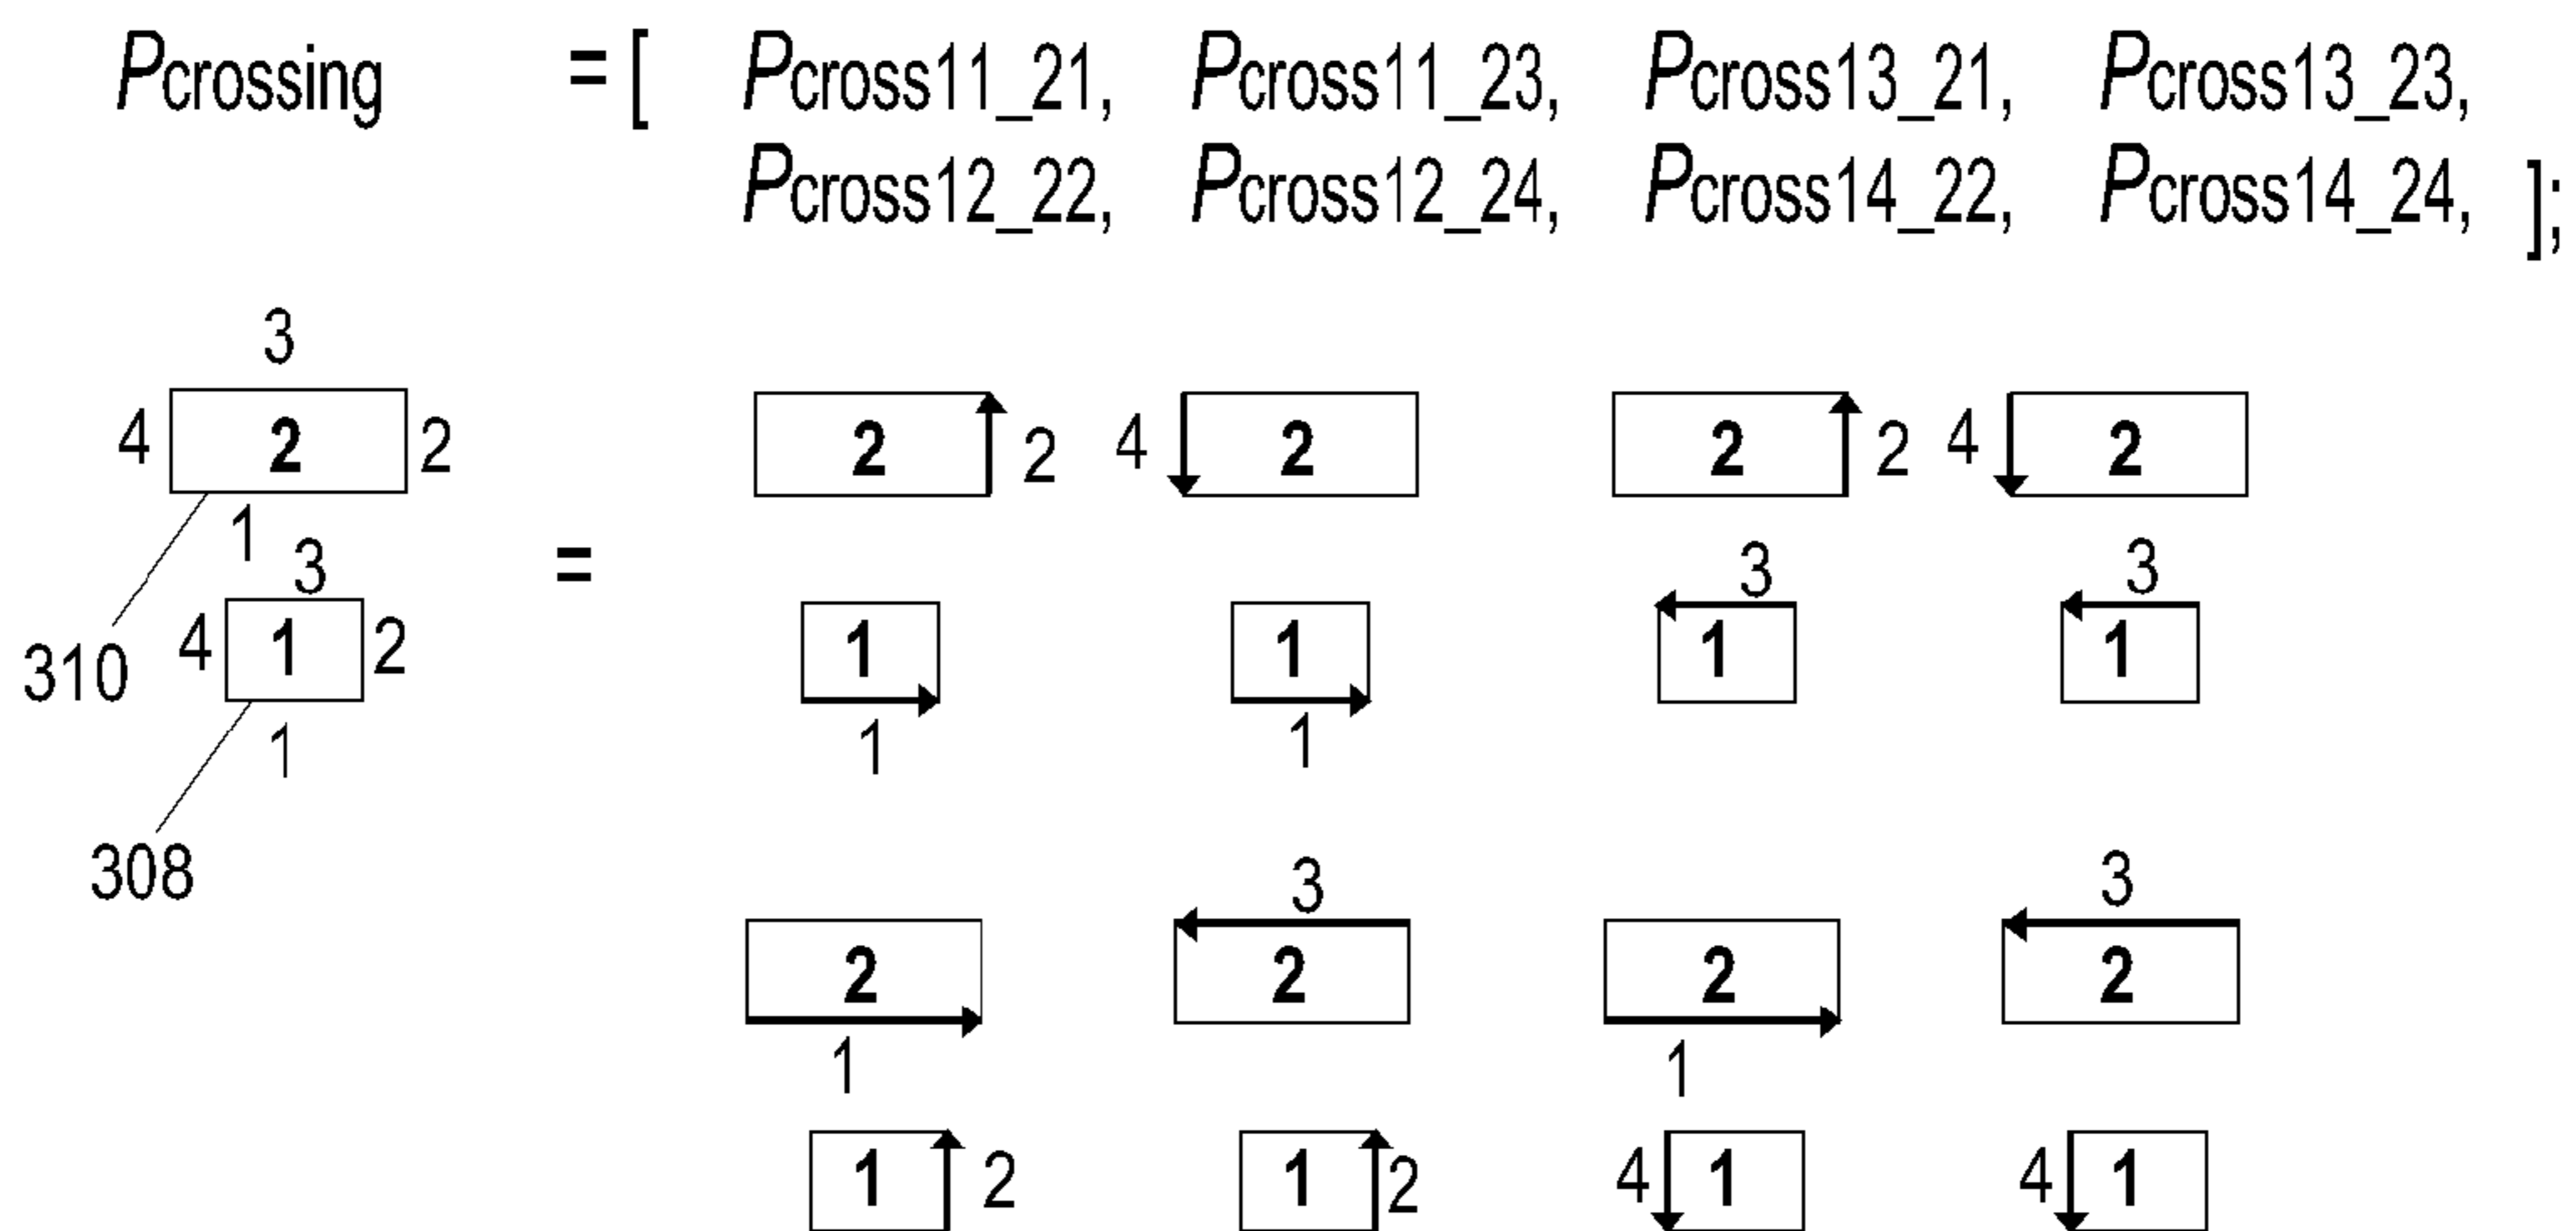 Pcrossing = [ Pcross11_21, Pcross11_23, Pcross13_21, Pcross13_23,
Pcross12_22, Pcross12_24, Pcross14_22, Pcross14_24, ];
3
4 2 2
1
3
4 1 2
1
310
308
=
2 2 4 2 2 2 4 2
3 3
1 1 1 1
1 1
3 3
2 2 2 2
1 1
1 2 1 2 4 1 4 1